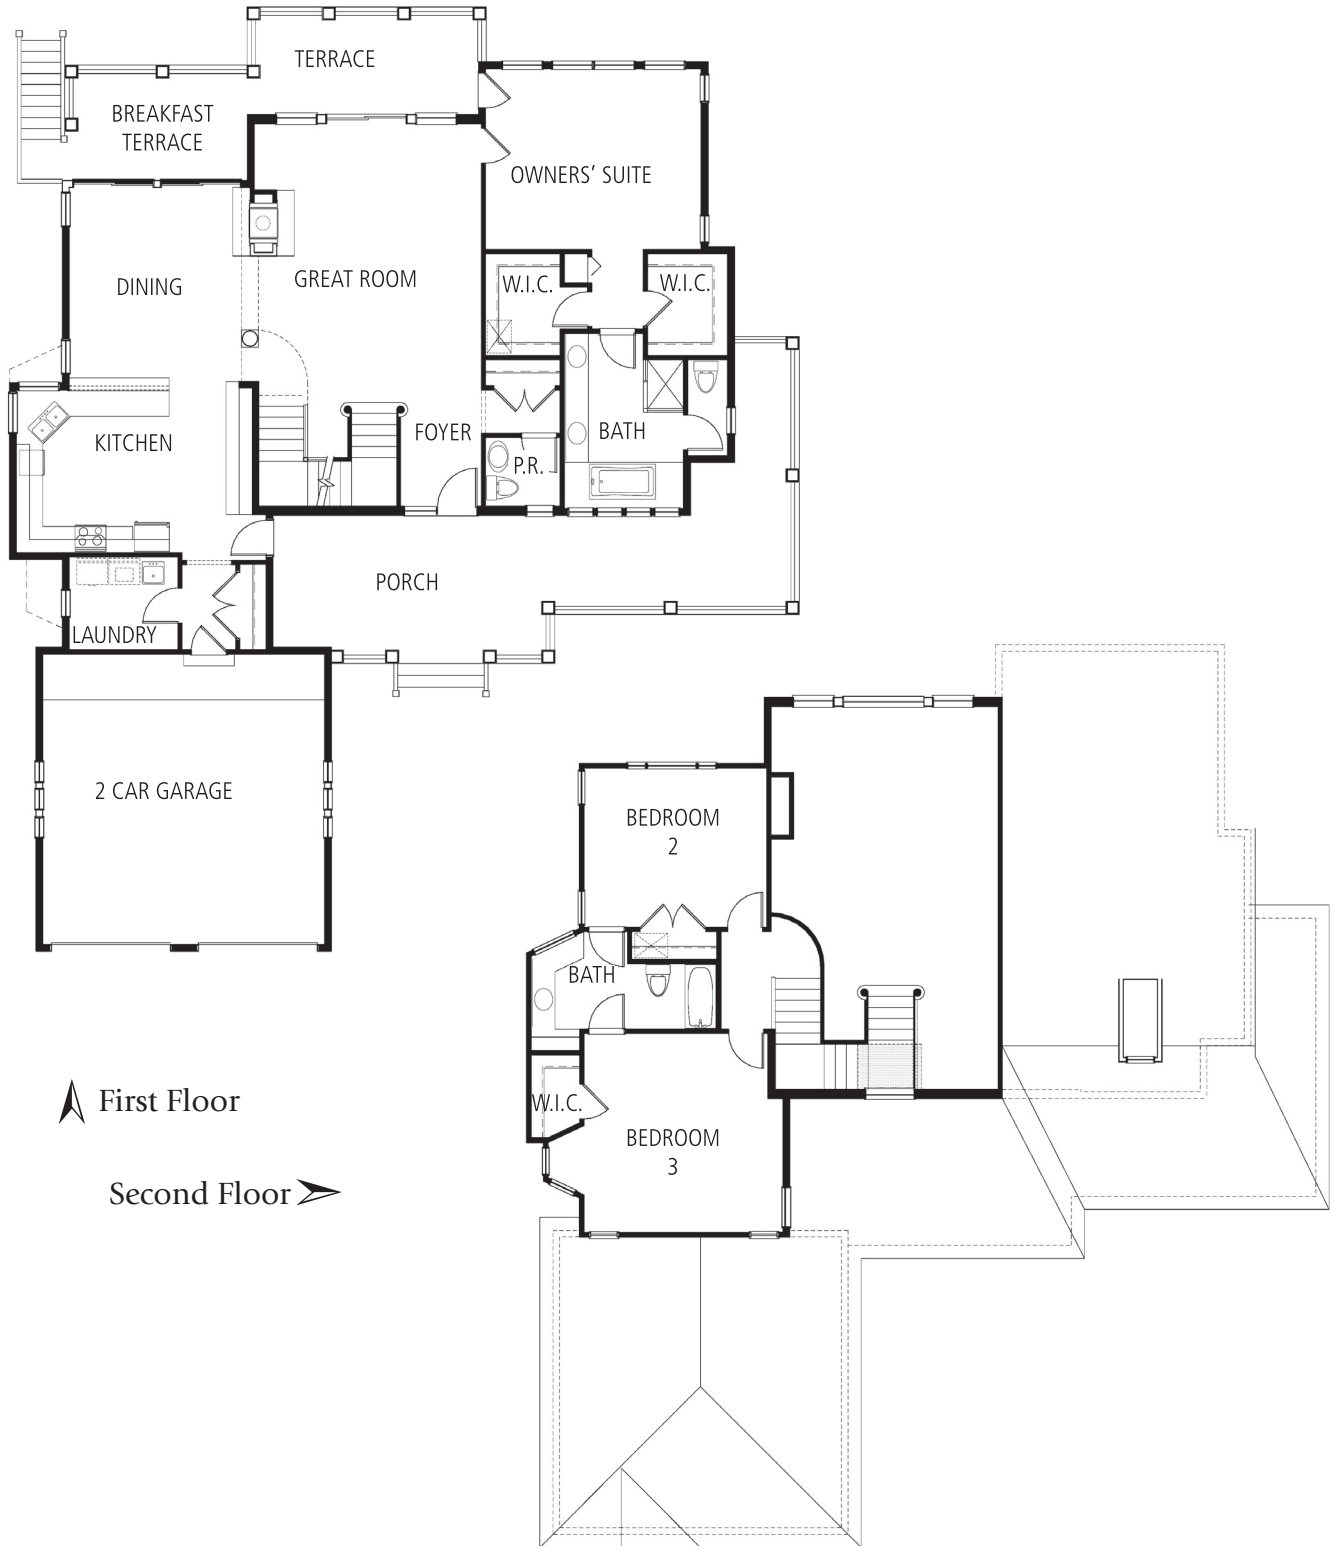 TERRACE
BREAKFAST
TERRACE
OWNERS’ SUITE
DINING
GREAT ROOM
W.I.C.
W.I.C.
KITCHEN
FOYER
P.R.
BATH
PORCH
LAUNDRY
2 CAR GARAGE
BEDROOM
2
BATH
W.I.C.
BEDROOM
3
First Floor
Second Floor